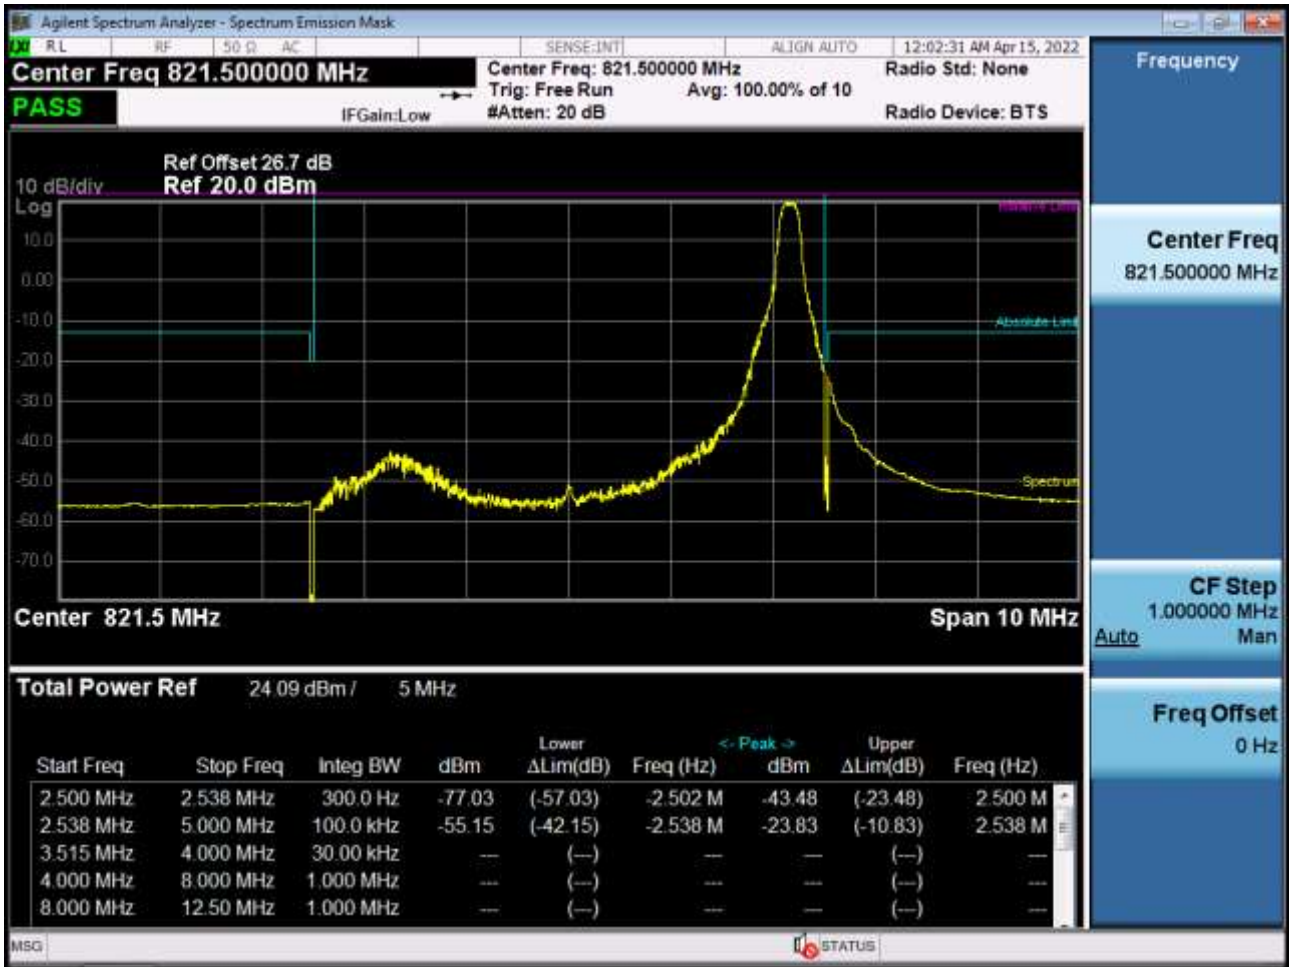 Agilent Spectrum Analyzer - Spectrum Emission Mask
RL RF 50 Ω AC SENSE:INT ALIGN AUTO 12:02:31 AM Apr 15, 2022
Center Freq 821.500000 MHz
Center Freq: 821.500000 MHz
Radio Std: None
Trig: Free Run
Avg: 100.00% of 10
PASS
IFGain:Low
#Atten: 20 dB
Radio Device: BTS
Ref Offset 26.7 dB
10 dB/div
Ref 20.0 dBm
Log
10.0
0.00
-10.0
-20.0
-30.0
-40.0
-50.0
-60.0
-70.0
Absolute Limit
Spectrum
Center 821.5 MHz
Span 10 MHz
Total Power Ref 24.09 dBm / 5 MHz
Lower <- Peak -> Upper
Start Freq Stop Freq Integ BW dBm ΔLim(dB) Freq (Hz) dBm ΔLim(dB) Freq (Hz)
2.500 MHz 2.538 MHz 300.0 Hz -77.03 (-57.03) -2.502 M -43.48 (-23.48) 2.500 M
2.538 MHz 5.000 MHz 100.0 kHz -55.15 (-42.15) -2.538 M -23.83 (-10.83) 2.538 M
3.515 MHz 4.000 MHz 30.00 kHz --- (---) --- --- (---) ---
4.000 MHz 8.000 MHz 1.000 MHz --- (---) --- --- (---) ---
8.000 MHz 12.50 MHz 1.000 MHz --- (---) --- --- (---) ---
MSG
STATUS
Frequency
Center Freq
821.500000 MHz
CF Step
1.000000 MHz
Auto Man
Freq Offset
0 Hz